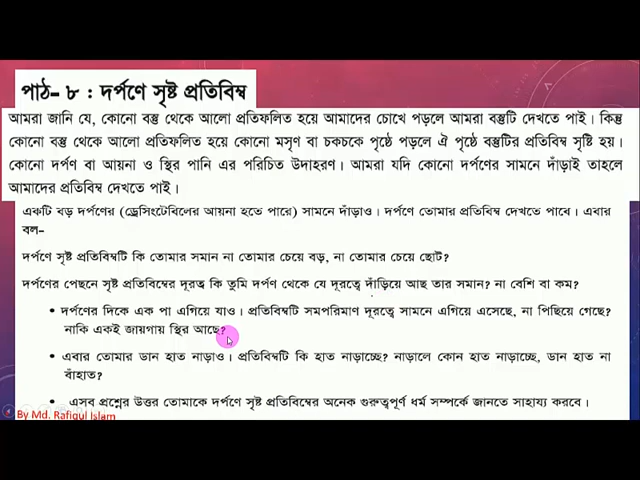 পাঠ– ৮ : দর্পণে সৃষ্ট প্রতিবিম্ব
আমরা জানি যে, কোনো বস্তু থেকে আলো প্রতিফলিত হয়ে আমাদের চোখে পড়লে আমরা বস্তুটি দেখতে পাই। কিন্তু
কোনো বস্তু থেকে আলো প্রতিফলিত হয়ে কোনো মসৃণ বা চকচকে পৃষ্ঠে পড়লে ঐ পৃষ্ঠে বস্তুটির প্রতিবিম্ব সৃষ্টি হয়।
কোনো দর্পণ বা আয়না ও স্থির পানি এর পরিচিত উদাহরণ। আমরা যদি কোনো দর্পণের সামনে দাঁড়াই তাহলে
আমাদের প্রতিবিম্ব দেখতে পাই।
একটি বড় দর্পণের (ড্রেসিংটেবিলের আয়না হতে পারে) সামনে দাঁড়াও। দর্পণে তোমার প্রতিবিম্ব দেখতে পাবে। এবার
বল–
দর্পণে সৃষ্ট প্রতিবিম্বটি কি তোমার সমান না তোমার চেয়ে বড়, না তোমার চেয়ে ছোট?
দর্পণের পেছনে সৃষ্ট প্রতিবিম্বের দূরত্ব কি তুমি দর্পণ থেকে যে দূরত্বে দাঁড়িয়ে আছ তার সমান? না বেশি বা কম?
• দর্পণের দিকে এক পা এগিয়ে যাও। প্রতিবিম্বটি সমপরিমাণ দূরত্বে সামনে এগিয়ে এসেছে, না পিছিয়ে গেছে?
নাকি একই জায়গায় স্থির আছে?
• এবার তোমার ডান হাত নাড়াও। প্রতিবিম্বটি কি হাত নাড়াচ্ছে? নাড়ালে কোন হাত নাড়াচ্ছে, ডান হাত না
বাঁহাত?
• এসব প্রশ্নের উত্তর তোমাকে দর্পণে সৃষ্ট প্রতিবিম্বের অনেক গুরুত্বপূর্ণ ধর্ম সম্পর্কে জানতে সাহায্য করবে।
By Md. Rafiqul Islam